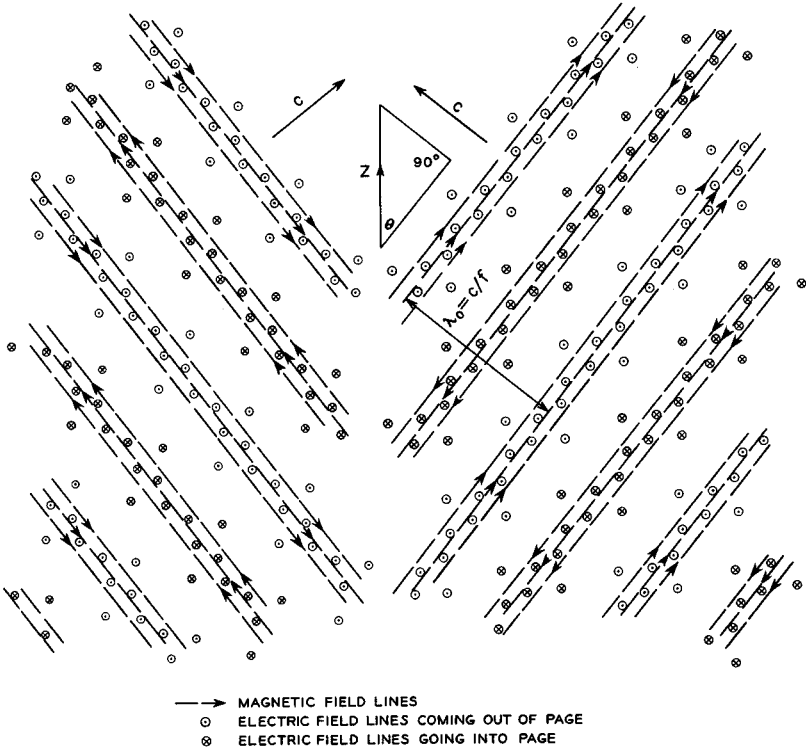 C
C
Z
90°
θ
λ₀=c/f
MAGNETIC FIELD LINES
ELECTRIC FIELD LINES COMING OUT OF PAGE
ELECTRIC FIELD LINES GOING INTO PAGE